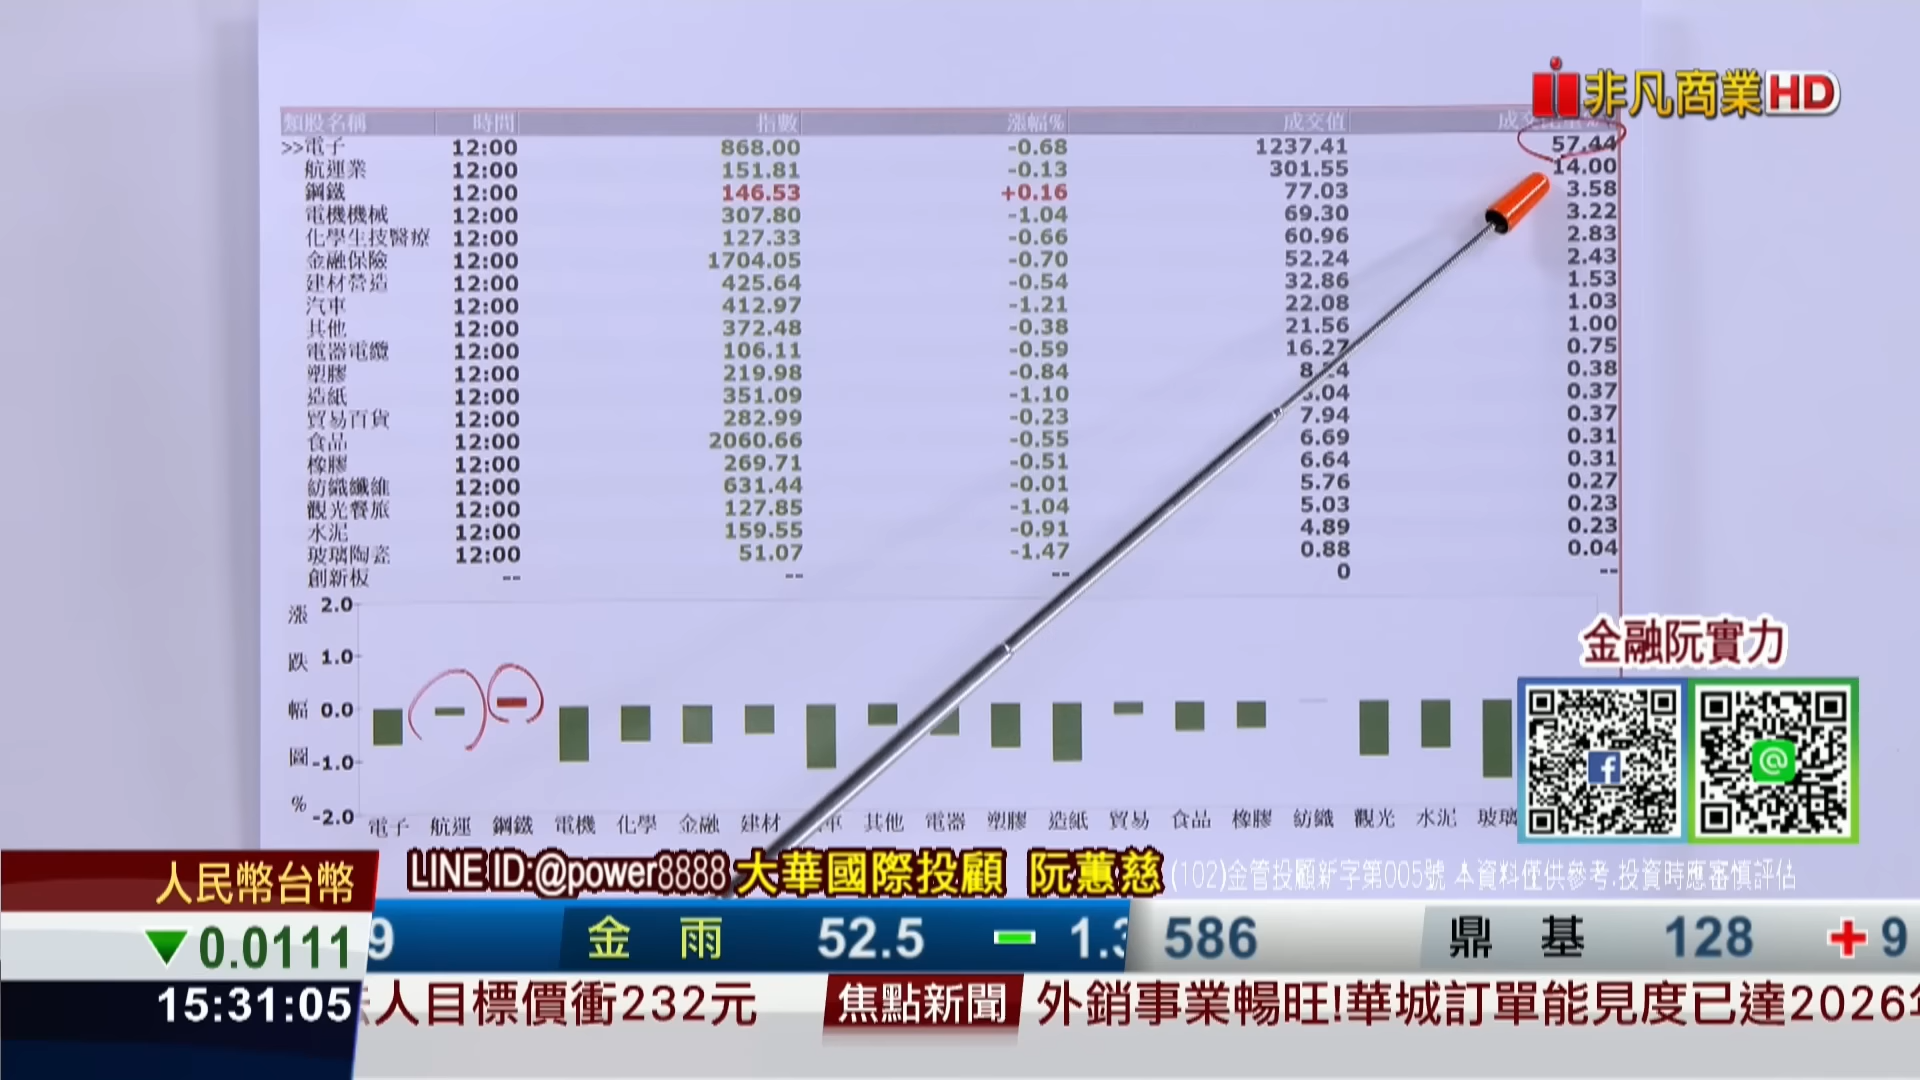 非凡商業HD
類股名稱 時間 指數 漲幅% 成交值
>>電子 12:00 868.00 -0.68 1237.41 57.44
航運業 12:00 151.81 -0.13 301.55 14.00
鋼鐵 12:00 146.53 +0.16 77.03 3.58
電機機械 12:00 307.80 -1.04 69.30 3.22
化學生技醫療 12:00 127.33 -0.66 60.96 2.83
金融保險 12:00 1704.05 -0.70 52.24 2.43
建材營造 12:00 425.64 -0.54 32.86 1.53
汽車 12:00 412.97 -1.21 22.08 1.03
其他 12:00 372.48 -0.38 21.56 1.00
電器電纜 12:00 106.11 -0.59 16.27 0.75
塑膠 12:00 219.98 -0.84 0.38
造紙 12:00 351.09 -1.10 0.37
貿易百貨 12:00 282.99 -0.23 7.94 0.37
食品 12:00 2060.66 -0.55 6.69 0.31
橡膠 12:00 269.71 -0.51 6.64 0.31
紡織纖維 12:00 631.44 -0.01 5.76 0.27
觀光餐旅 12:00 127.85 -1.04 5.03 0.23
水泥 12:00 159.55 -0.91 4.89 0.23
玻璃陶瓷 12:00 51.07 -1.47 0.88 0.04
創新板 -- -- -- 0 --
漲跌幅圖%
2.0
1.0
0.0
-1.0
-2.0
電子 航運 鋼鐵 電機 化學 金融 建材 車 其他 電器 塑膠 造紙 貿易 食品 橡膠 紡織 觀光 水泥 玻璃
金融阮實力
LINE ID:@power8888 大華國際投顧 阮蕙慈 (102)金管投顧新字第005號 本資料僅供參考.投資時應審慎評估
人民幣台幣
▼0.0111
15:31:05
9 金雨 52.5 − 1.3 586 鼎基 128 + 9
人目標價衝232元 焦點新聞 外銷事業暢旺!華城訂單能見度已達2026